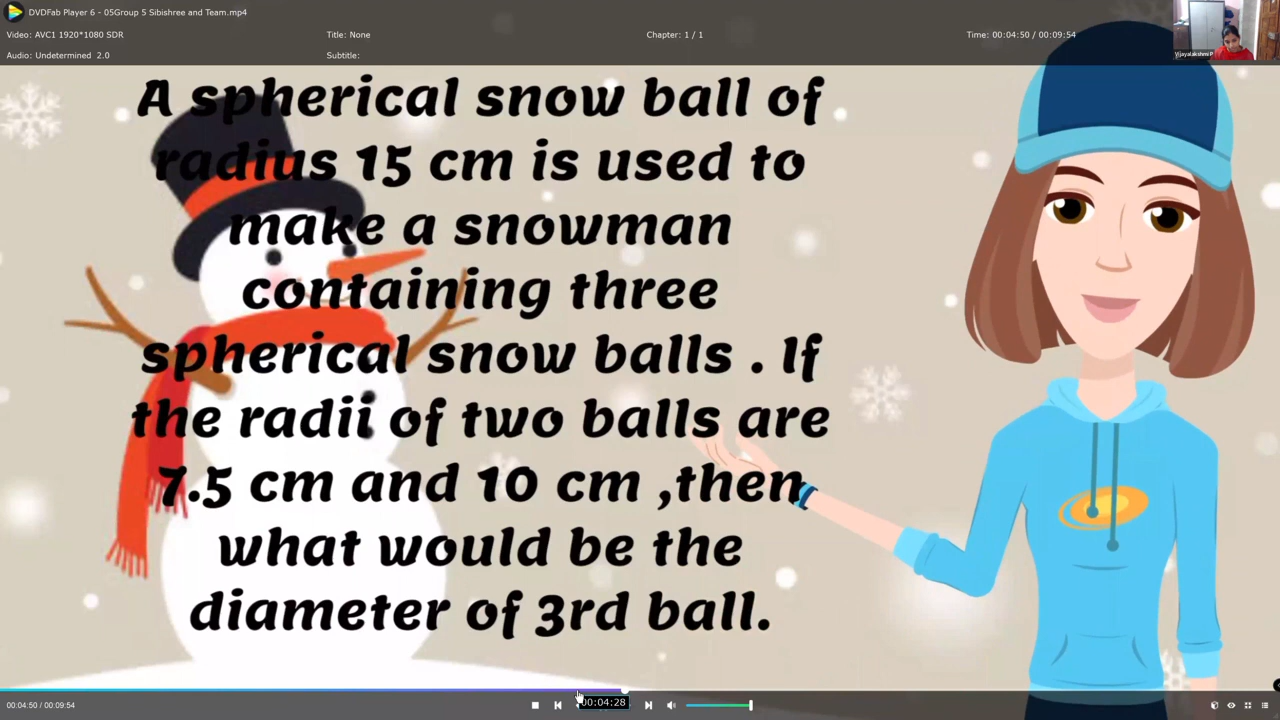 DVDFab Player 6 - 05Group 5 Sibishree and Team.mp4
Video: AVC1 1920*1080 SDR
Title: None
Chapter: 1 / 1
Time: 00:04:50 / 00:09:54
Audio: Undetermined 2.0
Subtitle:
Vijayalakshmi P
A spherical snow ball of
radius 15 cm is used to
make a snowman
containing three
spherical snow balls . If
the radii of two balls are
7.5 cm and 10 cm ,then
what would be the
diameter of 3rd ball.
00:04:50 / 00:09:54
00:04:28